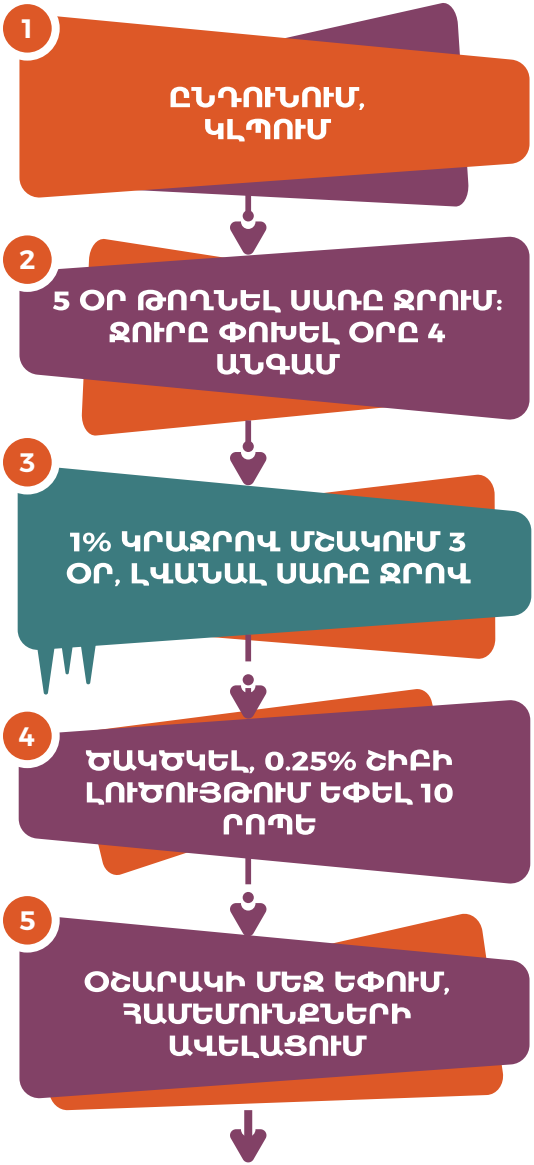 1
ԸՆԴՈՒՆՈՒՄ,
ԿԼՊՈՒՄ
2
5 ՕՐ ԹՈՂՆԵԼ ՍԱՌԸ ՋՐՈՒՄ:
ՋՈՒՐԸ ՓՈԽԵԼ ՕՐԸ 4
ԱՆԳԱՄ
3
1% ԿՐԱՋՐՈՎ ՄՇԱԿՈՒՄ 3
ՕՐ, ԼՎԱՆԱԼ ՍԱՌԸ ՋՐՈՎ
4
ԾԱԿԾԿԵԼ, 0.25% ՇԻԲԻ
ԼՈՒԾՈՒՅԹՈՒՄ ԵՓԵԼ 10
ՐՈՊԵ
5
ՕՇԱՐԱԿԻ ՄԵՋ ԵՓՈՒՄ,
ՀԱՄԵՄՈՒՆՔՆԵՐԻ
ԱՎԵԼԱՑՈՒՄ